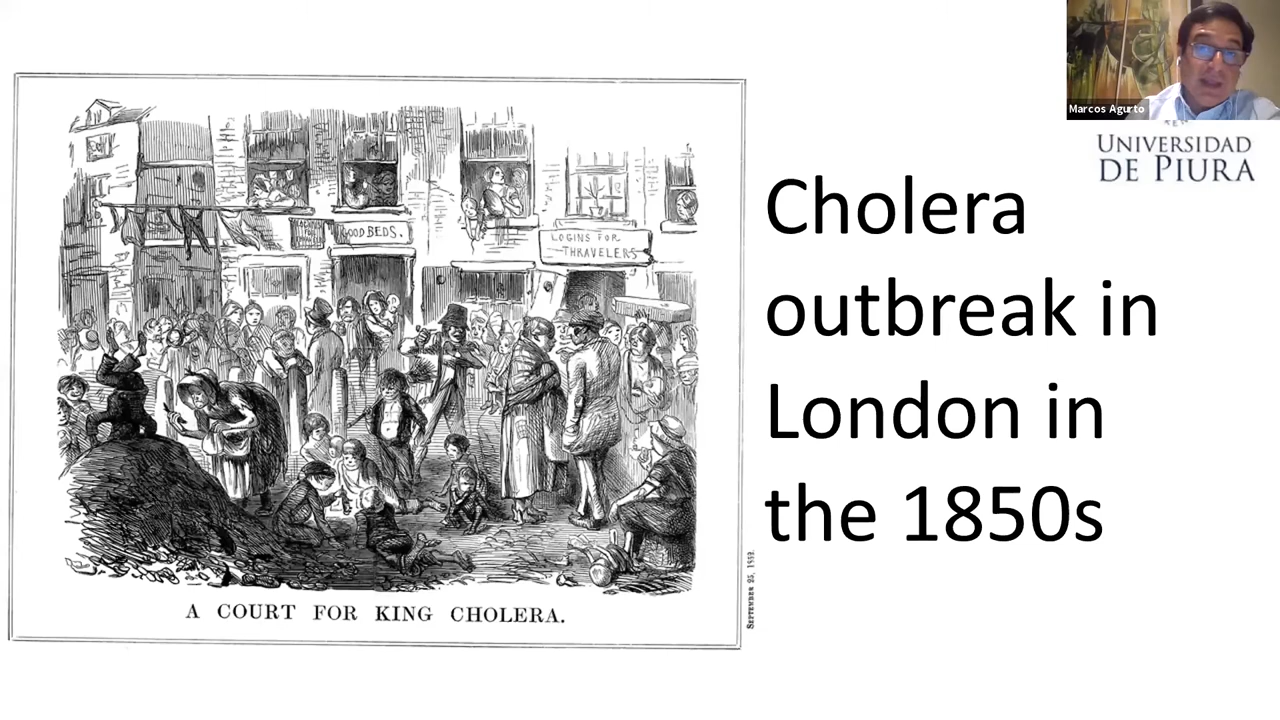 Marcos Agurto
UNIVERSIDAD
DE PIURA
Cholera
outbreak in
London in
the 1850s
GOOD BEDS.
LOGINS FOR
THRAVELERS
A COURT FOR KING CHOLERA.